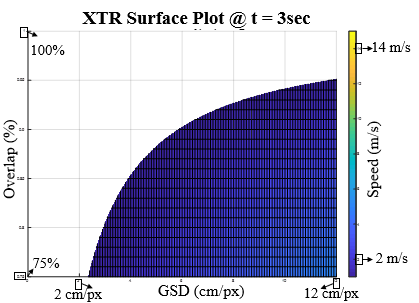 XTR Surface Plot @ t = 3sec
100%
14 m/s
Overlap (%)
Speed (m/s)
75%
2 m/s
2 cm/px
GSD (cm/px)
12 cm/px